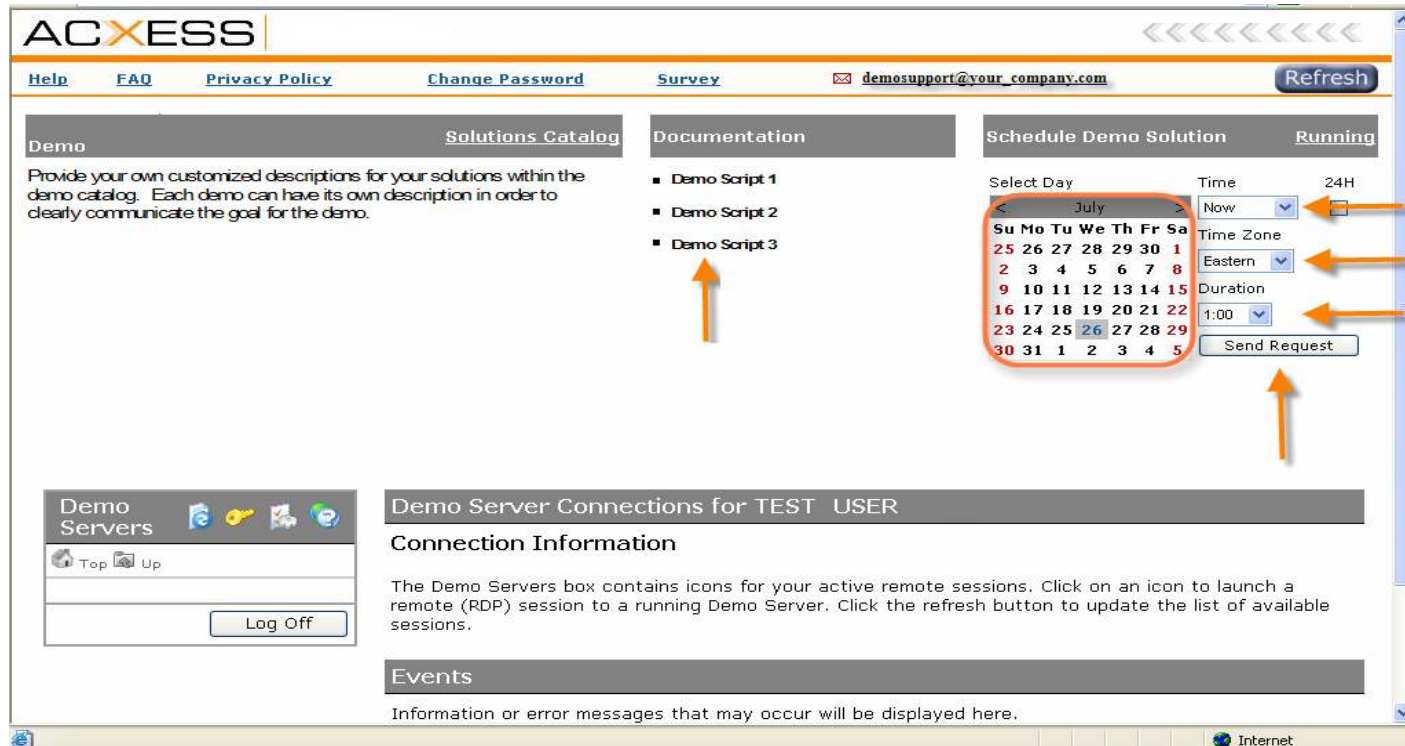 ACXESS
Help FAQ Privacy Policy Change Password Survey demosupport@your_company.com Refresh
Demo Solutions Catalog
Provide your own customized descriptions for your solutions within the
demo catalog. Each demo can have its own description in order to
clearly communicate the goal for the demo.
Documentation
Demo Script 1
Demo Script 2
Demo Script 3
Schedule Demo Solution Running
Select Day
< July >
Su Mo Tu We Th Fr Sa
25 26 27 28 29 30 1
2 3 4 5 6 7 8
9 10 11 12 13 14 15
16 17 18 19 20 21 22
23 24 25 26 27 28 29
30 31 1 2 3 4 5
Time 24H
Now
Time Zone
Eastern
Duration
1:00
Send Request
Demo
Servers
Top Up
Log Off
Demo Server Connections for TEST USER
Connection Information
The Demo Servers box contains icons for your active remote sessions. Click on an icon to launch a
remote (RDP) session to a running Demo Server. Click the refresh button to update the list of available
sessions.
Events
Information or error messages that may occur will be displayed here.
Internet